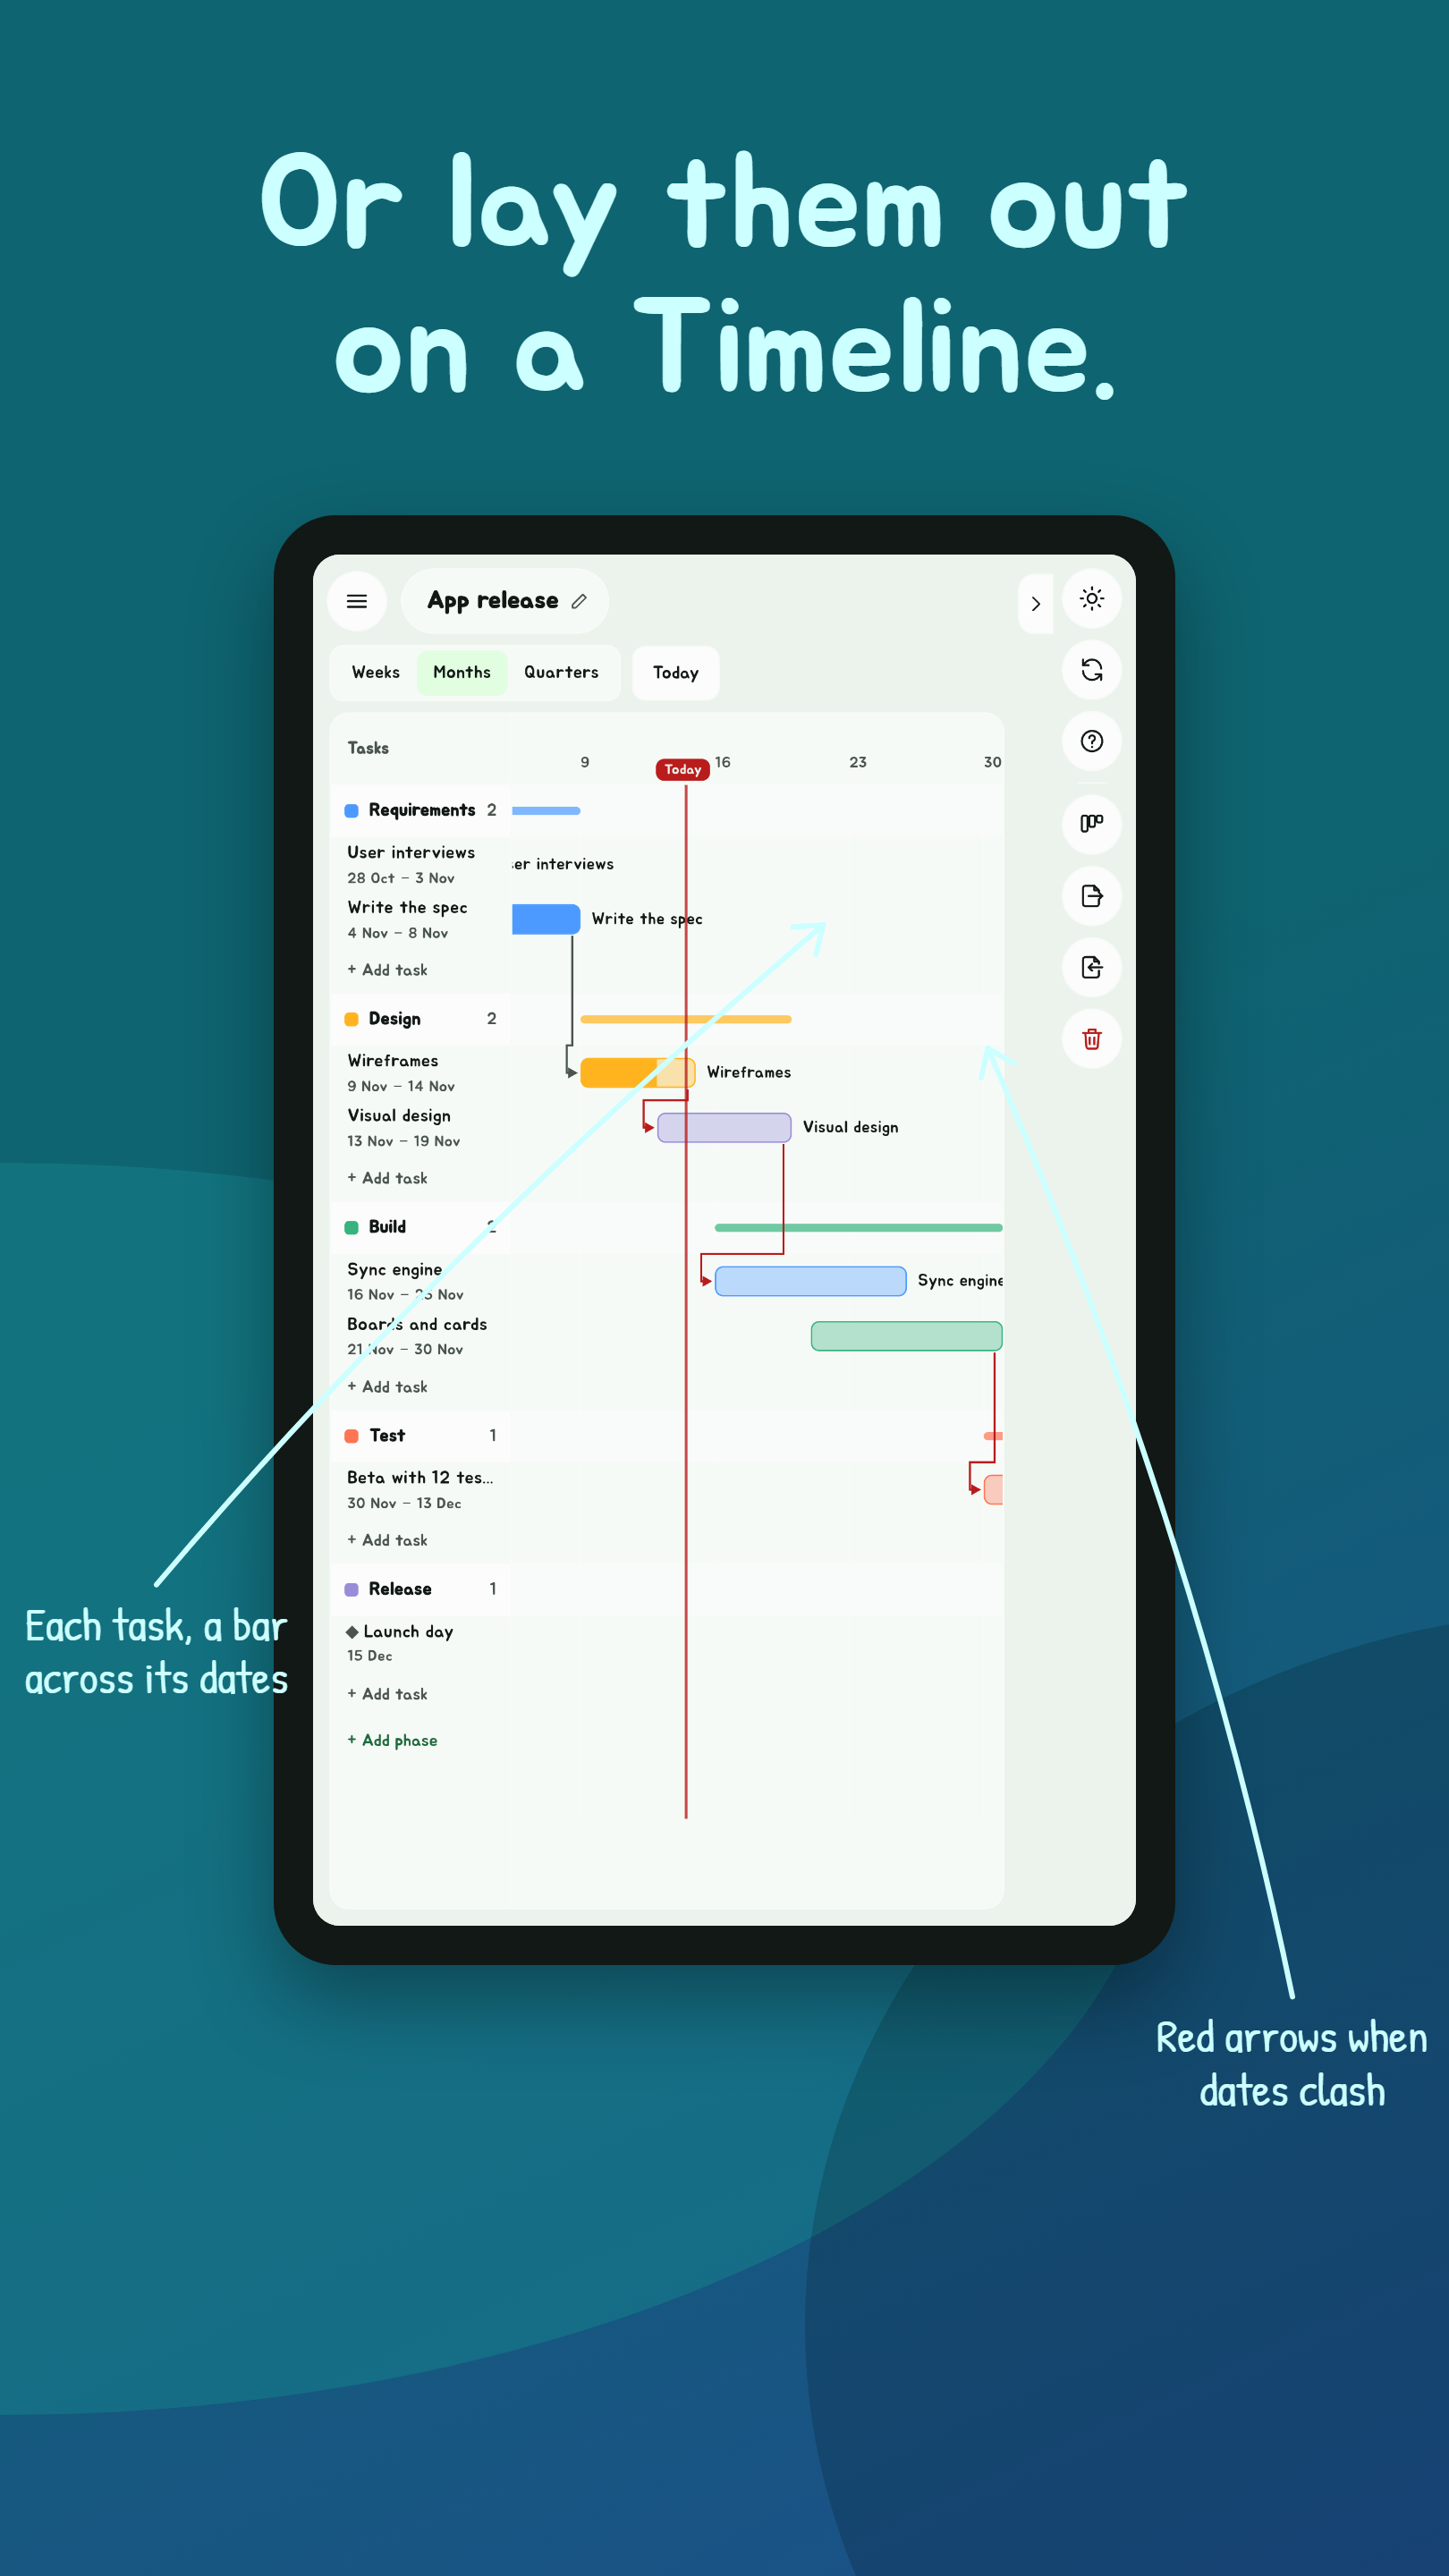 Or lay them out
on a Timeline.
App release
Weeks Months Quarters Today
Tasks
9 Today 16 23 30
Requirements 2
User interviews
28 Oct – 3 Nov
ser interviews
Write the spec
4 Nov – 8 Nov
Write the spec
+ Add task
Design 2
Wireframes
9 Nov – 14 Nov
Wireframes
Visual design
13 Nov – 19 Nov
Visual design
+ Add task
Build 2
Sync engine
16 Nov – 25 Nov
Sync engine
Boards and cards
21 Nov – 30 Nov
+ Add task
Test 1
Beta with 12 tes...
30 Nov – 13 Dec
+ Add task
Release 1
Launch day
15 Dec
+ Add task
+ Add phase
Each task, a bar
across its dates
Red arrows when
dates clash